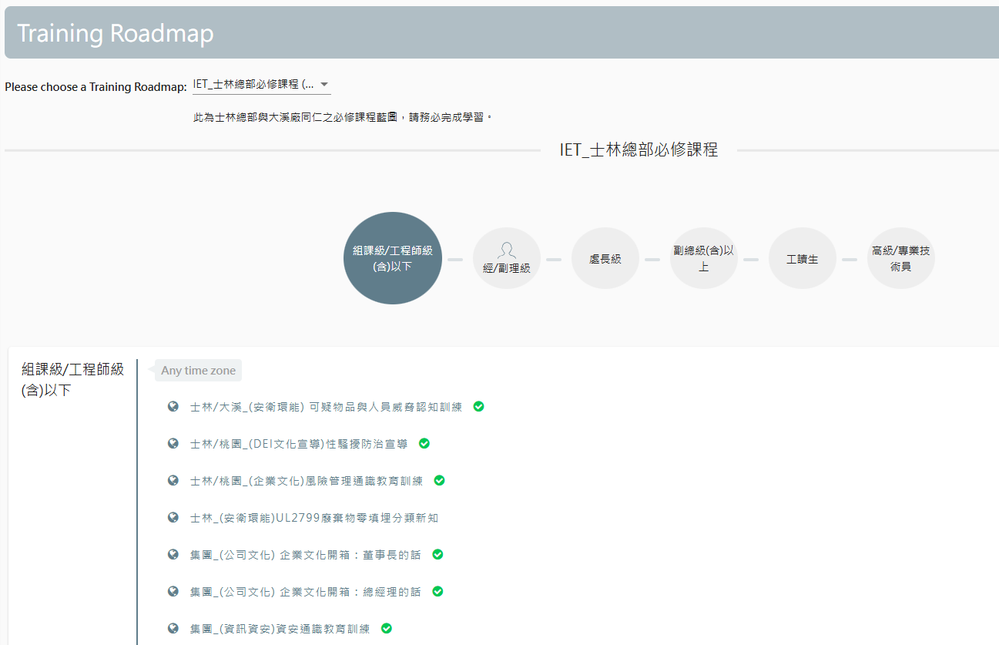 Training Roadmap
Please choose a Training Roadmap: IET_士林總部必修課程 (...
此為士林總部與大溪廠同仁之必修課程藍圖，請務必完成學習。
IET_士林總部必修課程
組課級/工程師級
(含)以下
經/副理級
處長級
副總級(含)以
上
工讀生
高級/專業技
術員
組課級/工程師級
(含)以下
Any time zone
士林/大溪_(安衛環能) 可疑物品與人員威脅認知訓練
士林/桃園_(DEI文化宣導)性騷擾防治宣導
士林/桃園_(企業文化)風險管理通識教育訓練
士林_(安衛環能)UL2799廢棄物零填埋分類新知
集團_(公司文化) 企業文化開箱：董事長的話
集團_(公司文化) 企業文化開箱：總經理的話
集團_(資訊資安)資安通識教育訓練